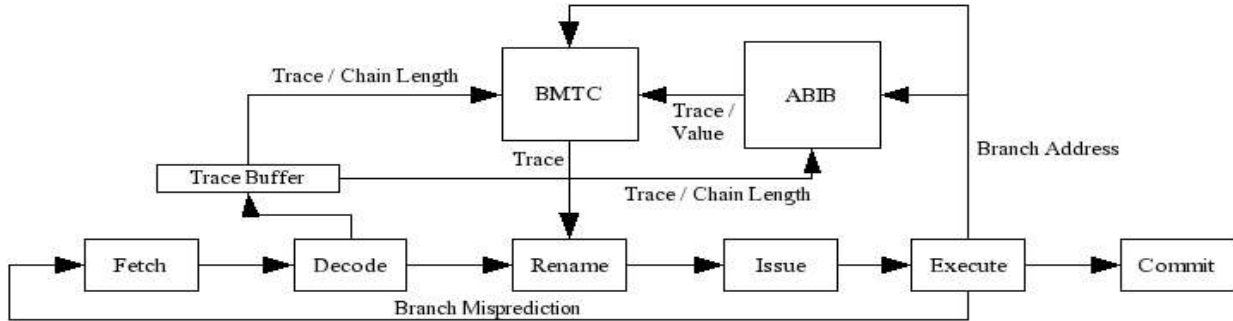 Trace / Chain Length
BMTC
ABIB
Trace /
Value
Branch Address
Trace
Trace Buffer
Trace / Chain Length
Fetch
Decode
Rename
Issue
Execute
Commit
Branch Misprediction